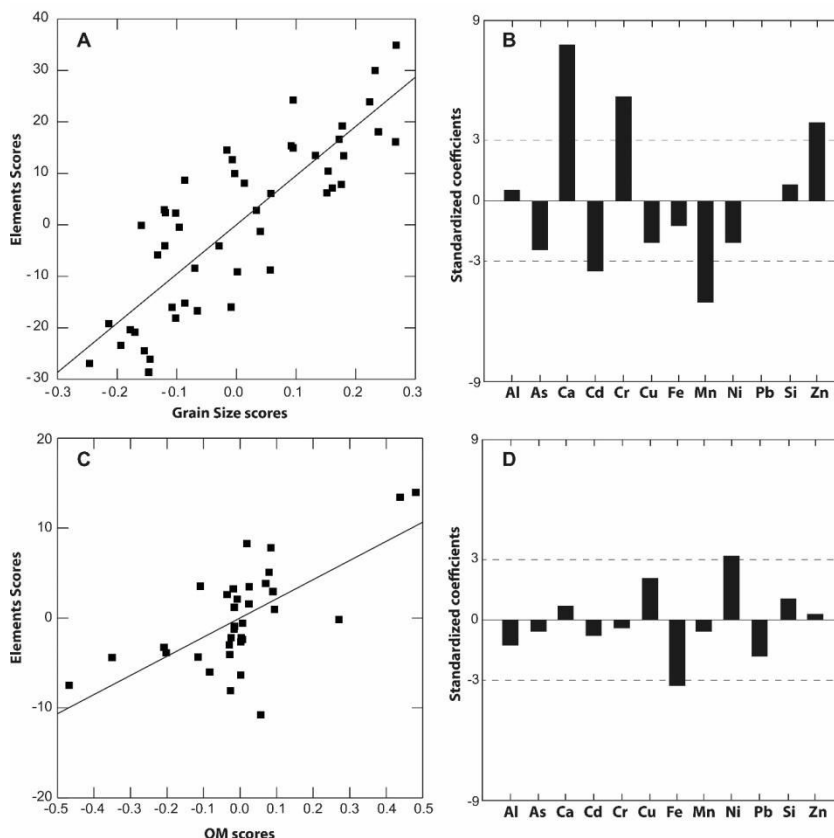 A
Elements Scores
40
30
20
10
0
-10
-20
-30
-0.3 -0.2 -0.1 0.0 0.1 0.2 0.3
Grain Size scores
B
Standardized coefficients
9
3
0
-3
-9
Al As Ca Cd Cr Cu Fe Mn Ni Pb Si Zn
C
Elements Scores
20
10
0
-10
-20
-0.5 -0.4 -0.3 -0.2 -0.1 0.0 0.1 0.2 0.3 0.4 0.5
OM scores
D
Standardized coefficients
9
3
0
-3
-9
Al As Ca Cd Cr Cu Fe Mn Ni Pb Si Zn